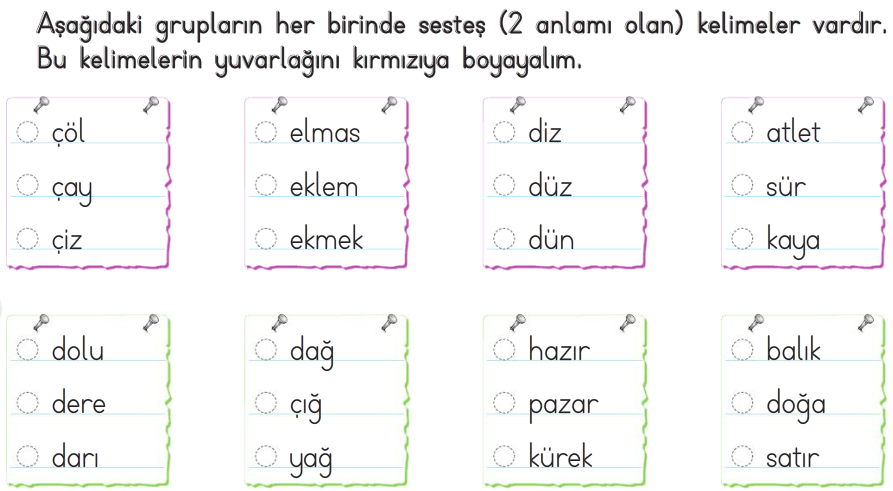 Aşağıdaki grupların her birinde sesteş (2 anlamı olan) kelimeler vardır.
Bu kelimelerin yuvarlağını kırmızıya boyayalım.
çöl
çay
çiz
elmas
eklem
ekmek
diz
düz
dün
atlet
sür
kaya
dolu
dere
darı
dağ
çığ
yağ
hazır
pazar
kürek
balık
doğa
satır